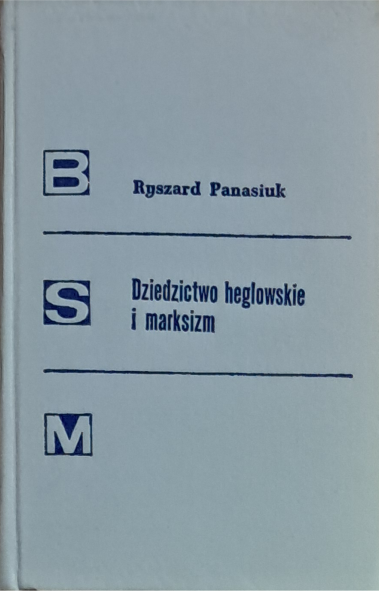 B
Ryszard Panasiuk
S
Dziedzictwo heglowskie
i marksizm
M